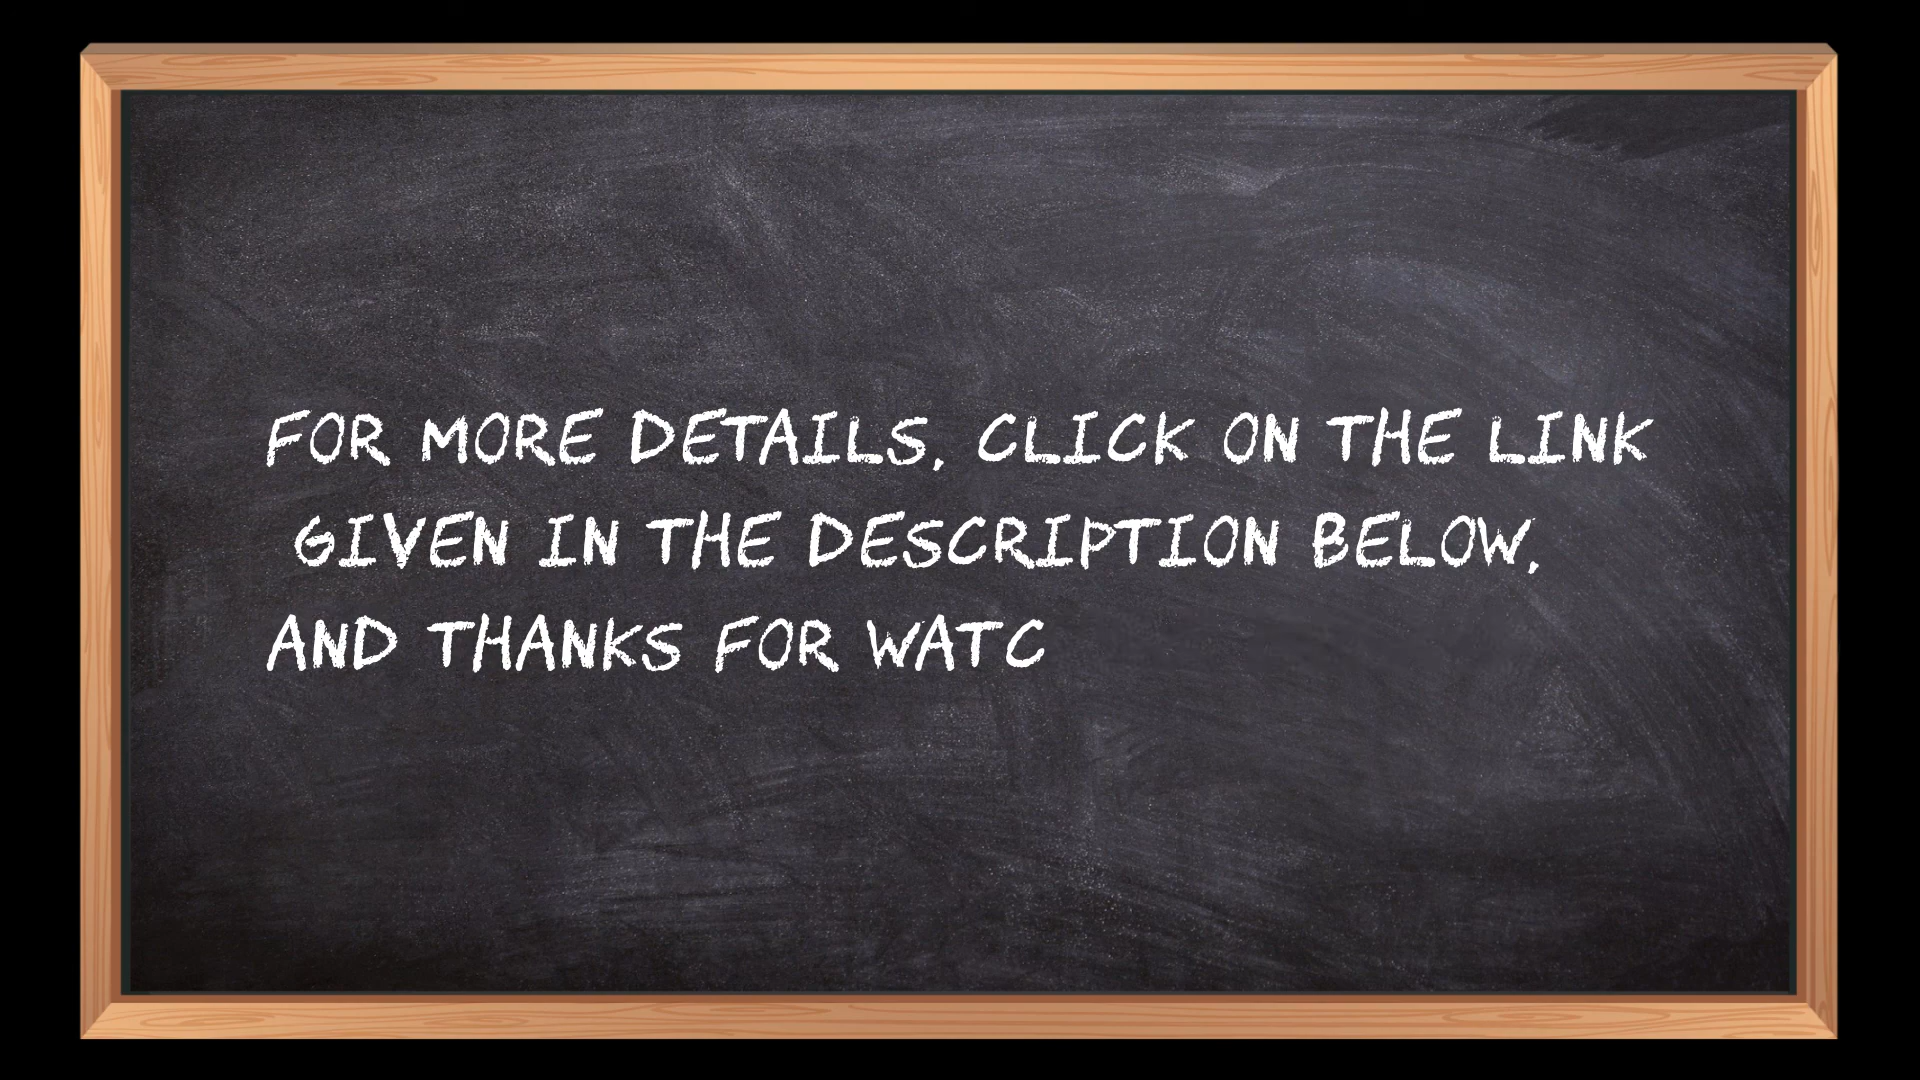 FOR MORE DETAILS, CLICK ON THE LINK
GIVEN IN THE DESCRIPTION BELOW,
AND THANKS FOR WATC